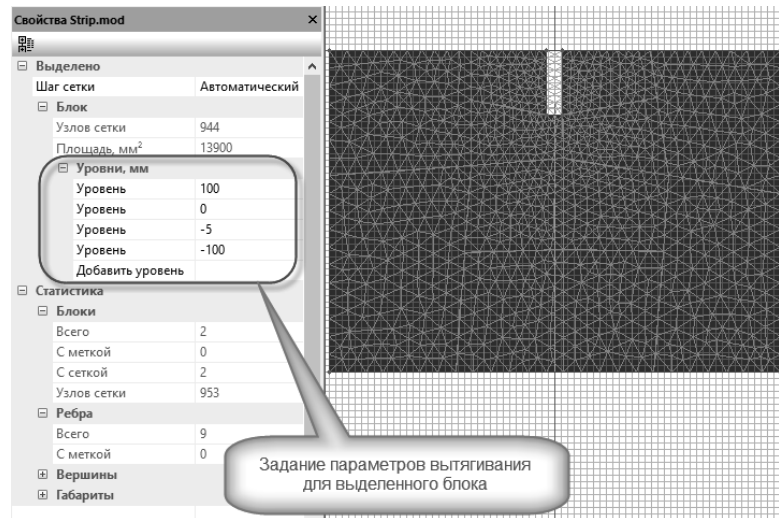 Свойства Strip.mod
Выделено
Шаг сетки Автоматический
Блок
Узлов сетки 944
Площадь, мм² 13900
Уровни, мм
Уровень 100
Уровень 0
Уровень -5
Уровень -100
Добавить уровень
Статистика
Блоки
Всего 2
С меткой 0
С сеткой 2
Узлов сетки 953
Ребра
Всего 9
С меткой 0
Вершины
Габариты
Задание параметров вытягивания
для выделенного блока